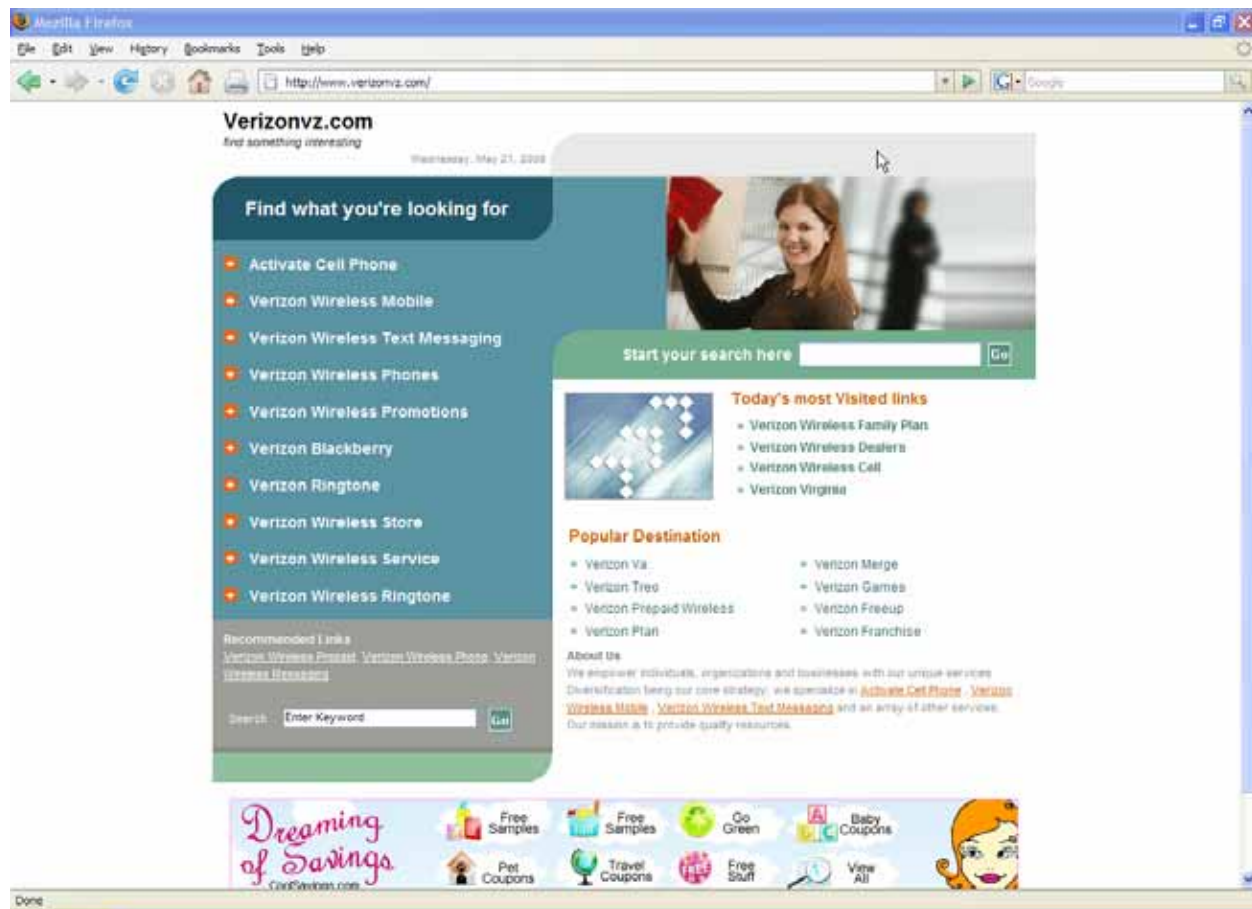 Mozilla Firefox
File Edit View History Bookmarks Tools Help
http://www.verizonvz.com/
Google
Verizonvz.com
find something interesting
Wednesday, May 21, 2008
Find what you're looking for
Activate Cell Phone
Verizon Wireless Mobile
Verizon Wireless Text Messaging
Verizon Wireless Phones
Verizon Wireless Promotions
Verizon Blackberry
Verizon Ringtone
Verizon Wireless Store
Verizon Wireless Service
Verizon Wireless Ringtone
Recommended Links
Verizon Wireless Prepaid, Verizon Wireless Phone, Verizon
Wireless Messaging
Search Enter Keyword Go
Start your search here Go
Today's most Visited links
Verizon Wireless Family Plan
Verizon Wireless Dealers
Verizon Wireless Cell
Verizon Virginia
Popular Destination
Verizon Va Verizon Merge
Verizon Treo Verizon Games
Verizon Prepaid Wireless Verizon Freeup
Verizon Plan Verizon Franchise
About Us
We empower individuals, organizations and businesses with our unique services.
Diversification being our core strategy, we specialize in Activate Cell Phone , Verizon
Wireless Mobile , Verizon Wireless Text Messaging and an array of other services.
Our mission is to provide quality resources.
Dreaming
of Savings
CoolSavings.com
Free
Samples
Free
Samples
Go
Green
Baby
Coupons
Pet
Coupons
Travel
Coupons
Free
Stuff
View
All
Done